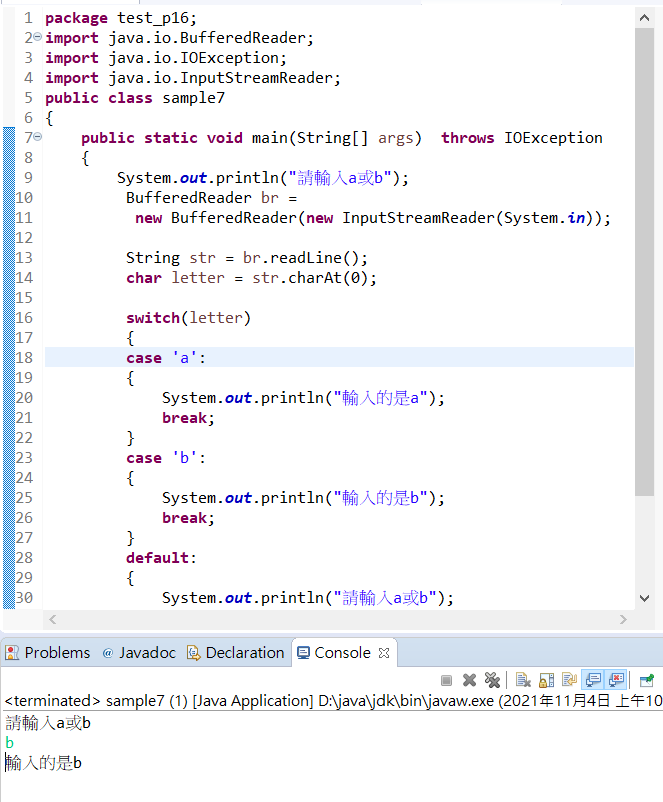 1 package test_p16;
2 import java.io.BufferedReader;
3 import java.io.IOException;
4 import java.io.InputStreamReader;
5 public class sample7
6 {
7 public static void main(String[] args)  throws IOException
8 {
9 System.out.println("請輸入a或b");
10 BufferedReader br =
11 new BufferedReader(new InputStreamReader(System.in));
12
13 String str = br.readLine();
14 char letter = str.charAt(0);
15
16 switch(letter)
17 {
18 case 'a':
19 {
20 System.out.println("輸入的是a");
21 break;
22 }
23 case 'b':
24 {
25 System.out.println("輸入的是b");
26 break;
27 }
28 default:
29 {
30 System.out.println("請輸入a或b");
Problems @ Javadoc Declaration Console
<terminated> sample7 (1) [Java Application] D:\java\jdk\bin\javaw.exe (2021年11月4日 上午10
請輸入a或b
b
輸入的是b